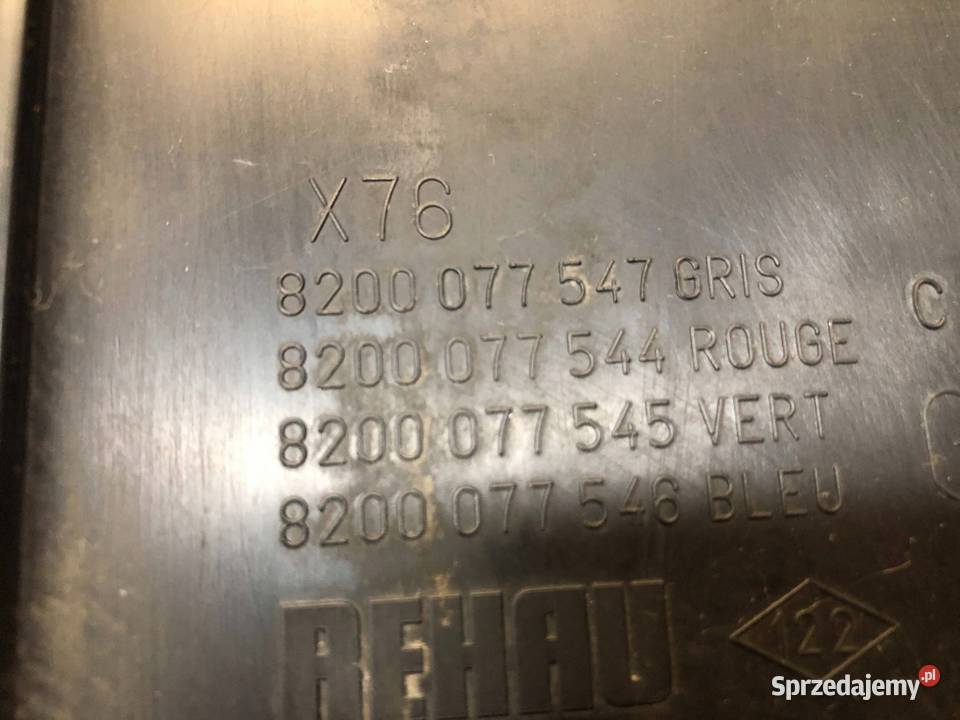 X76
8200 077 547 GRIS
C
8200 077 544 ROUGE
8200 077 545 VERT
8200 077 546 BLEU
REHAU
122
Sprzedajemy.pl